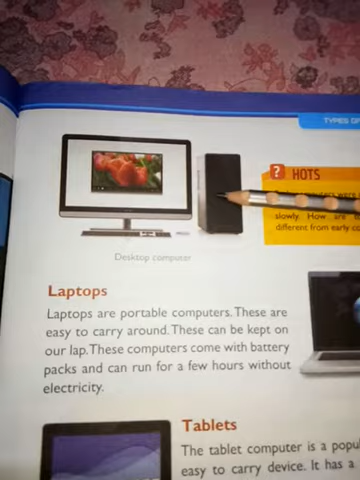 TYPES OF
HOTS
slowly. How are
different from early
Desktop computer
Laptops
Laptops are portable computers. These are
easy to carry around. These can be kept on
our lap. These computers come with battery
packs and can run for a few hours without
electricity.
Tablets
The tablet computer is a
easy to carry device. It has a